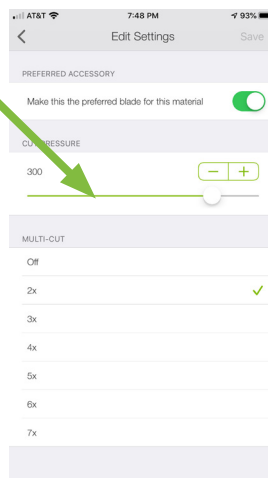 AT&T 7:48 PM 93%
Edit Settings Save
PREFERRED ACCESSORY
Make this the preferred blade for this material
CUT PRESSURE
300 − +
MULTI-CUT
Off
2x
3x
4x
5x
6x
7x